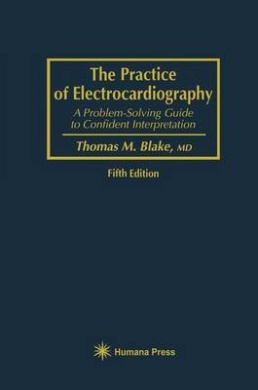 The Practice
of Electrocardiography
A Problem-Solving Guide
to Confident Interpretation
Thomas M. Blake, MD
Fifth Edition
Humana Press